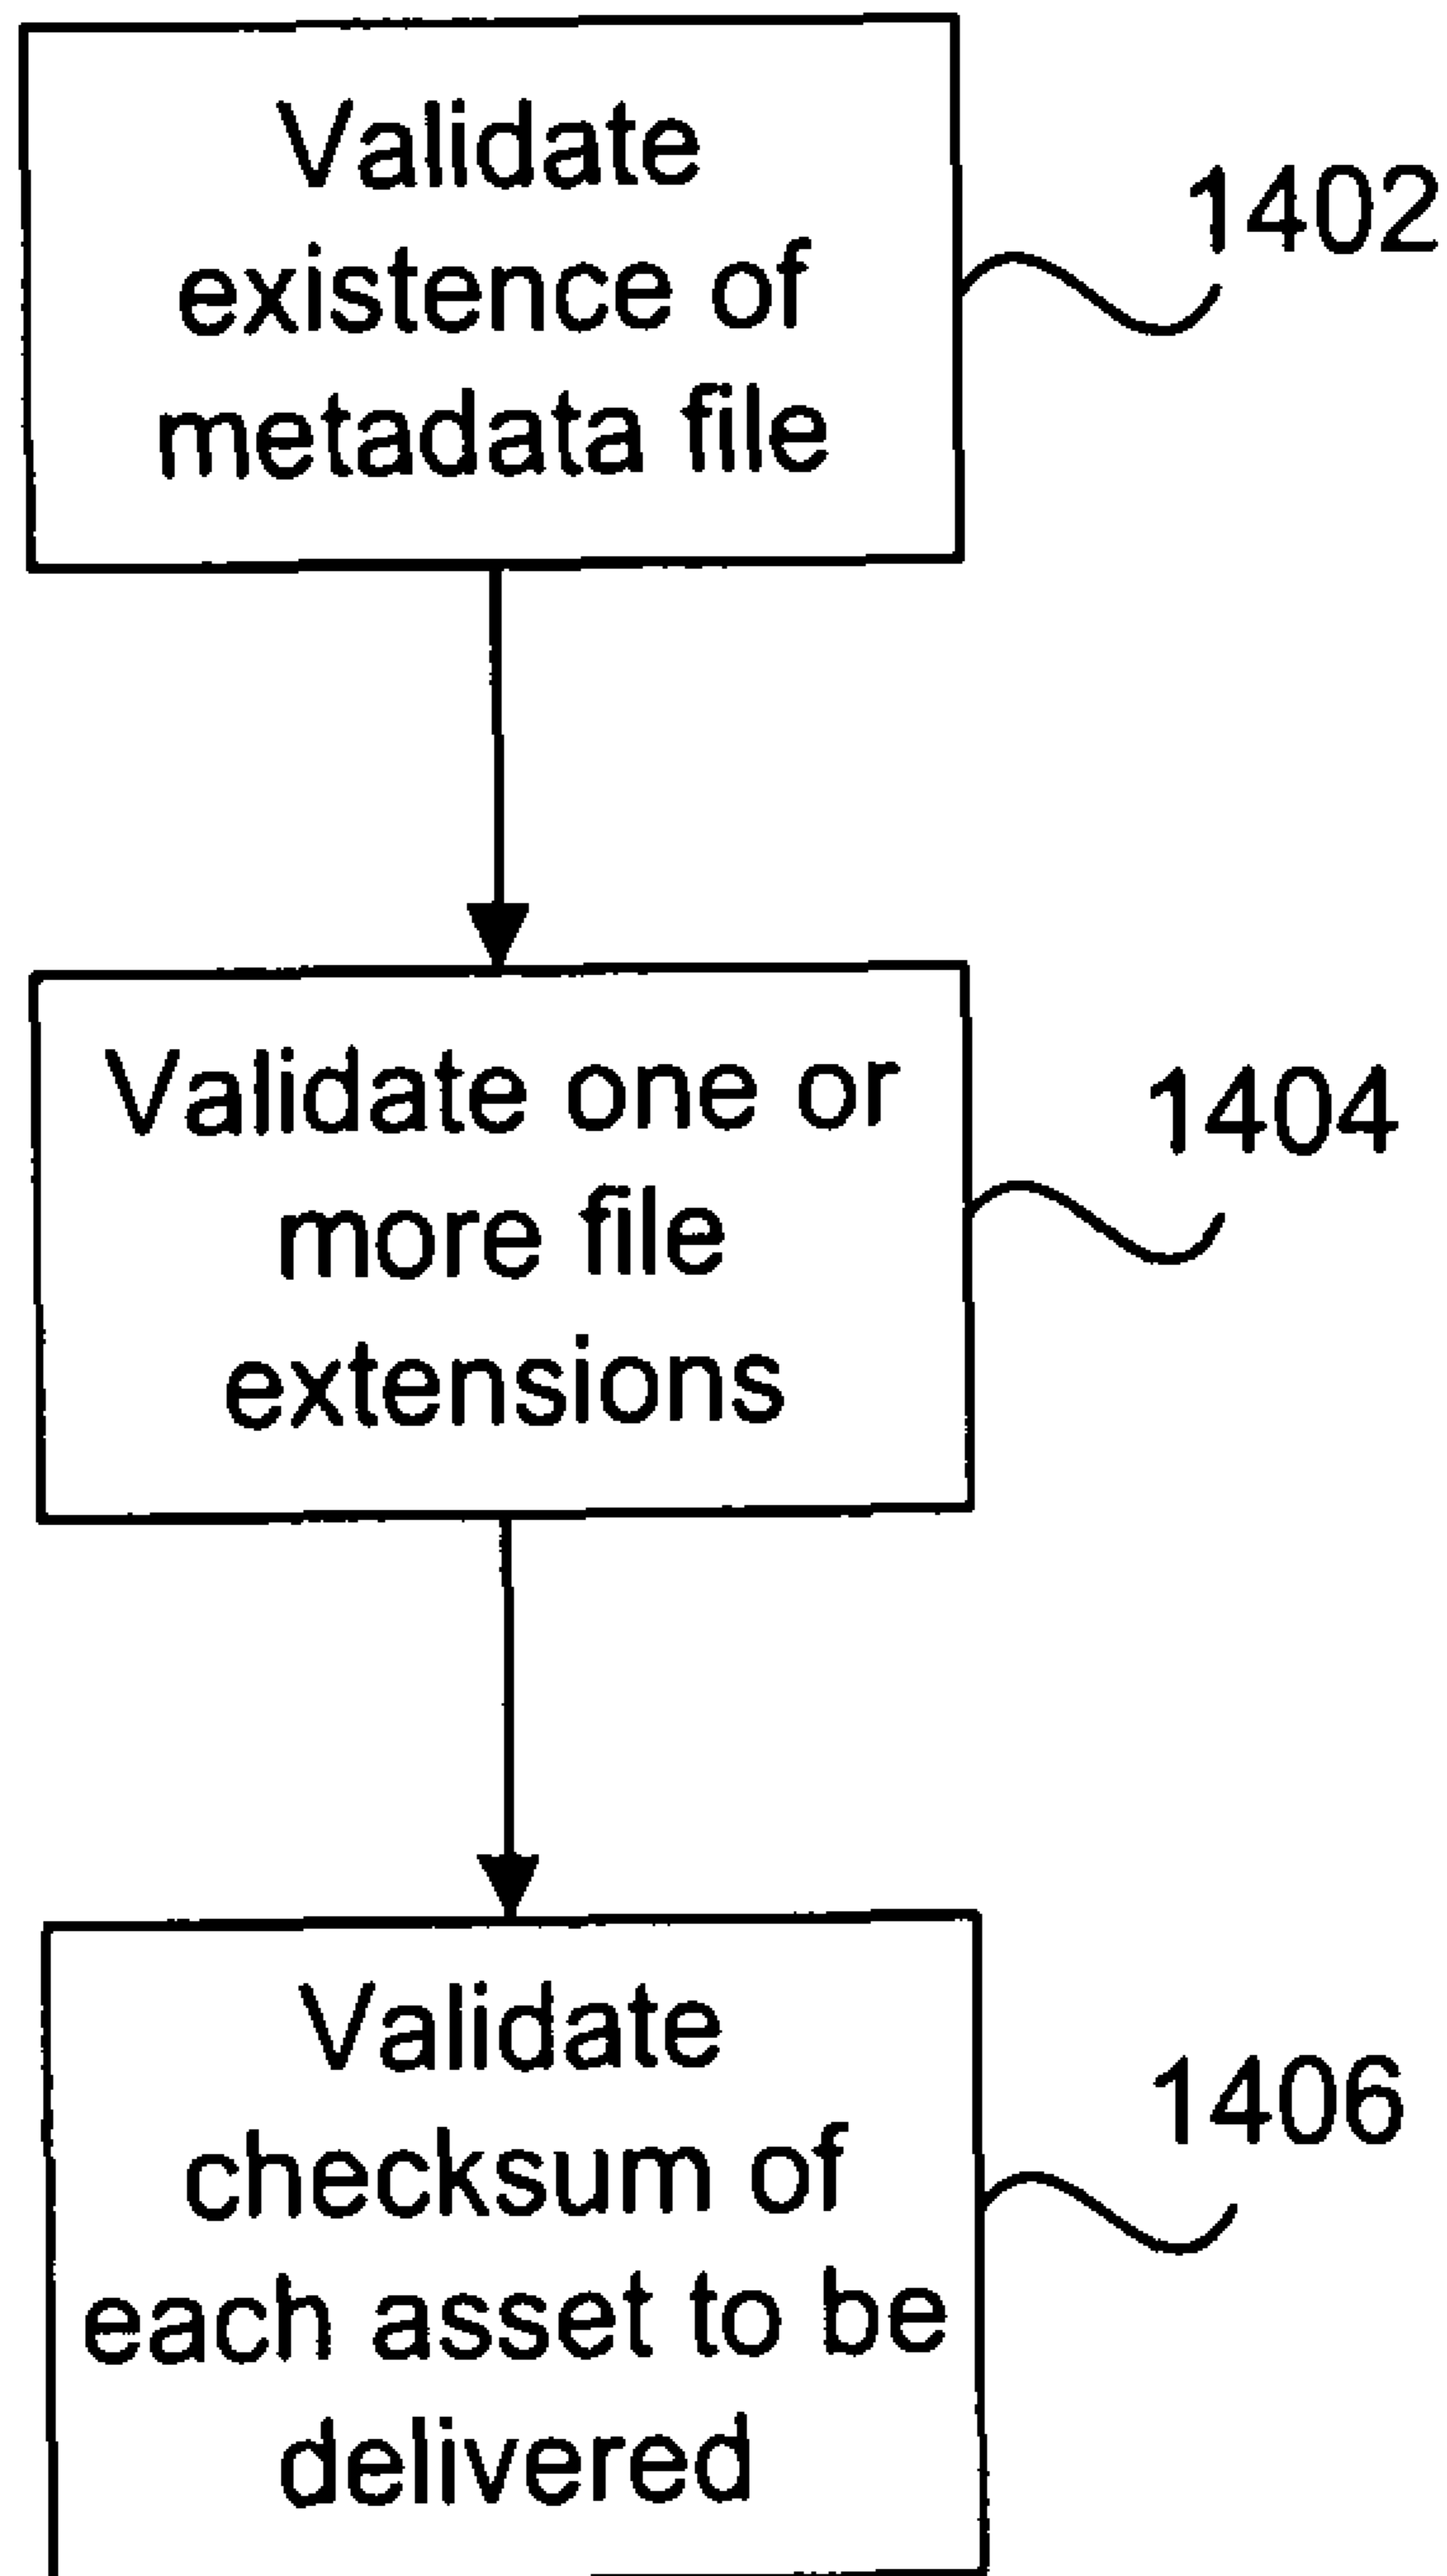 Validate
existence of
metadata file
1402
Validate one or
more file
extensions
1404
Validate
checksum of
each asset to be
delivered
1406